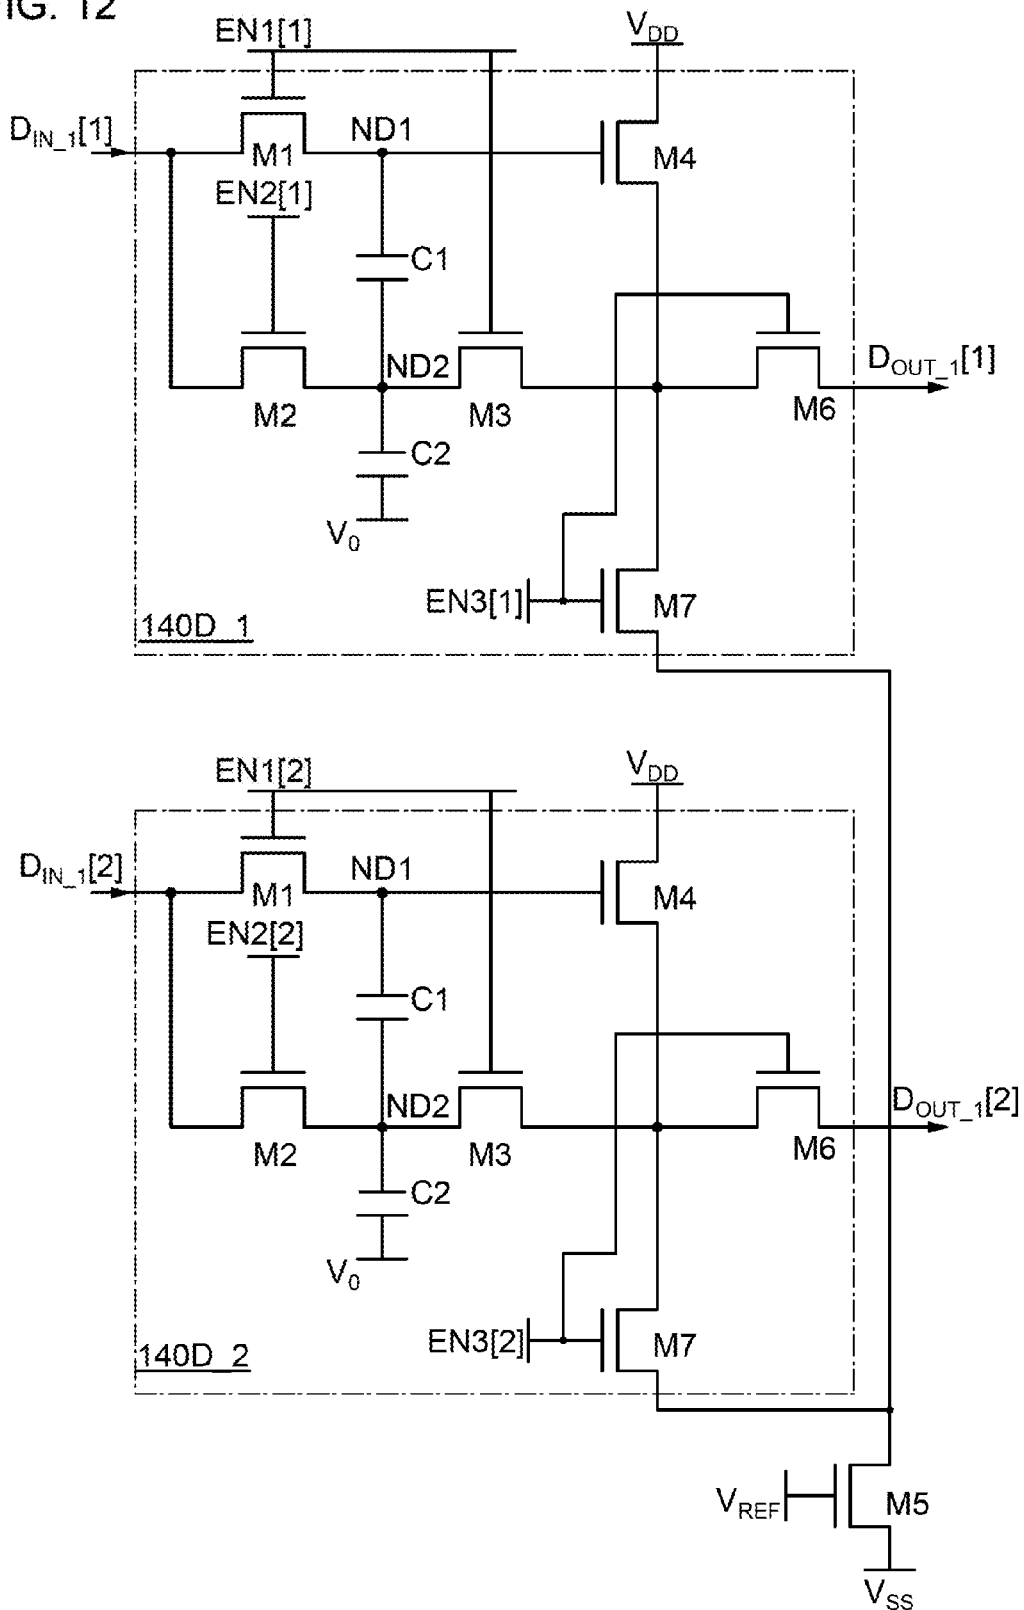 FIG. 12
EN1[1]
VDD
DIN_1[1]
ND1
M1
M4
EN2[1]
C1
ND2
DOUT_1[1]
M2
M3
M6
C2
V0
EN3[1]
M7
140D_1
EN1[2]
VDD
DIN_1[2]
ND1
M1
M4
EN2[2]
C1
ND2
DOUT_1[2]
M2
M3
M6
C2
V0
EN3[2]
M7
140D_2
VREF
M5
VSS